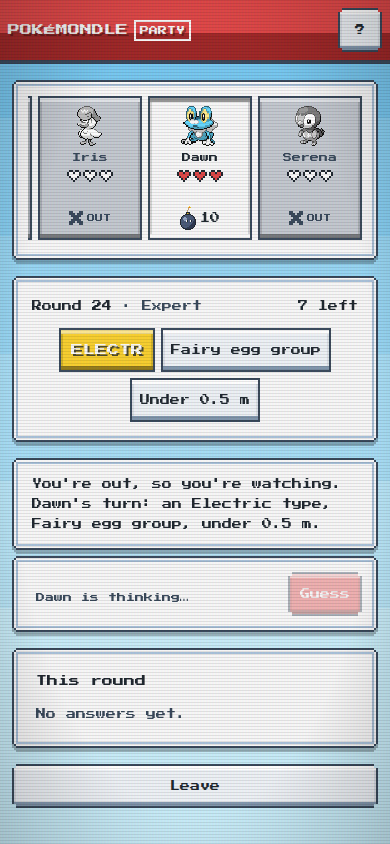 POKéMONDLE PARTY ?
Iris Dawn Serena
OUT 10 OUT
Round 24 · Expert 7 left
ELECTR Fairy egg group
Under 0.5 m
You're out, so you're watching.
Dawn's turn: an Electric type,
Fairy egg group, under 0.5 m.
Dawn is thinking… Guess
This round
No answers yet.
Leave